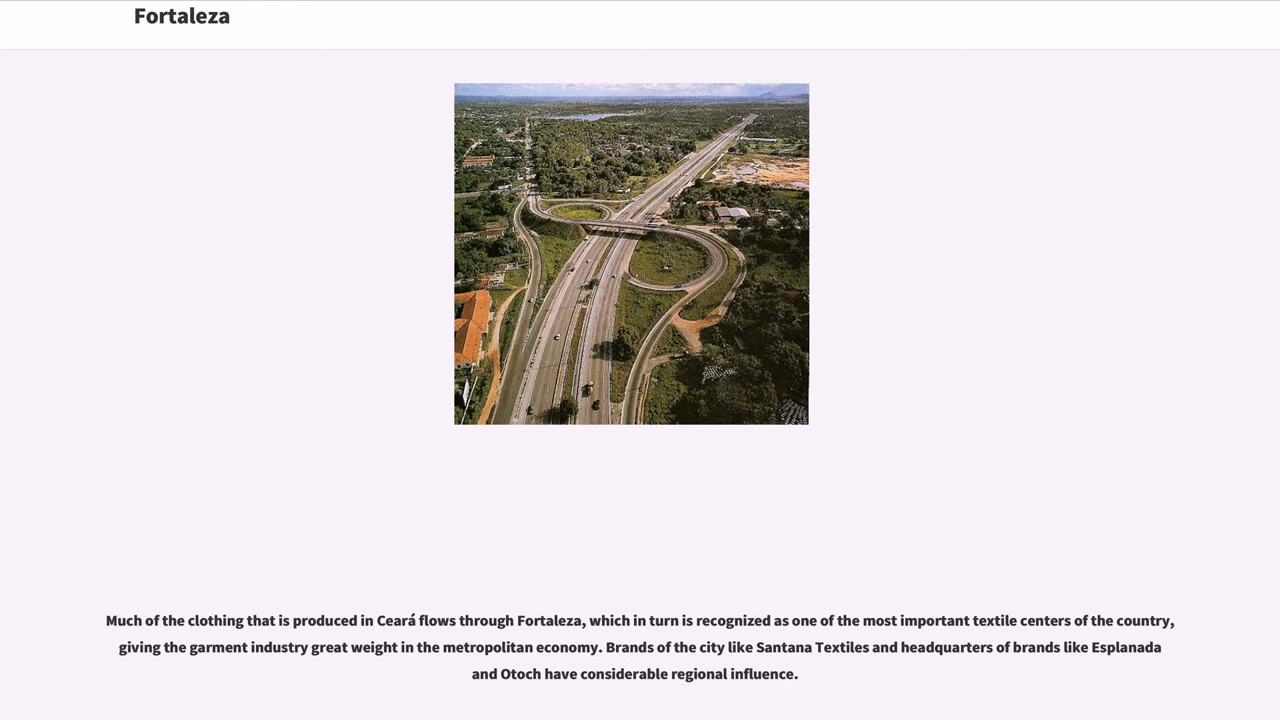 Fortaleza
Much of the clothing that is produced in Ceará flows through Fortaleza, which in turn is recognized as one of the most important textile centers of the country,
giving the garment industry great weight in the metropolitan economy. Brands of the city like Santana Textiles and headquarters of brands like Esplanada
and Otoch have considerable regional influence.